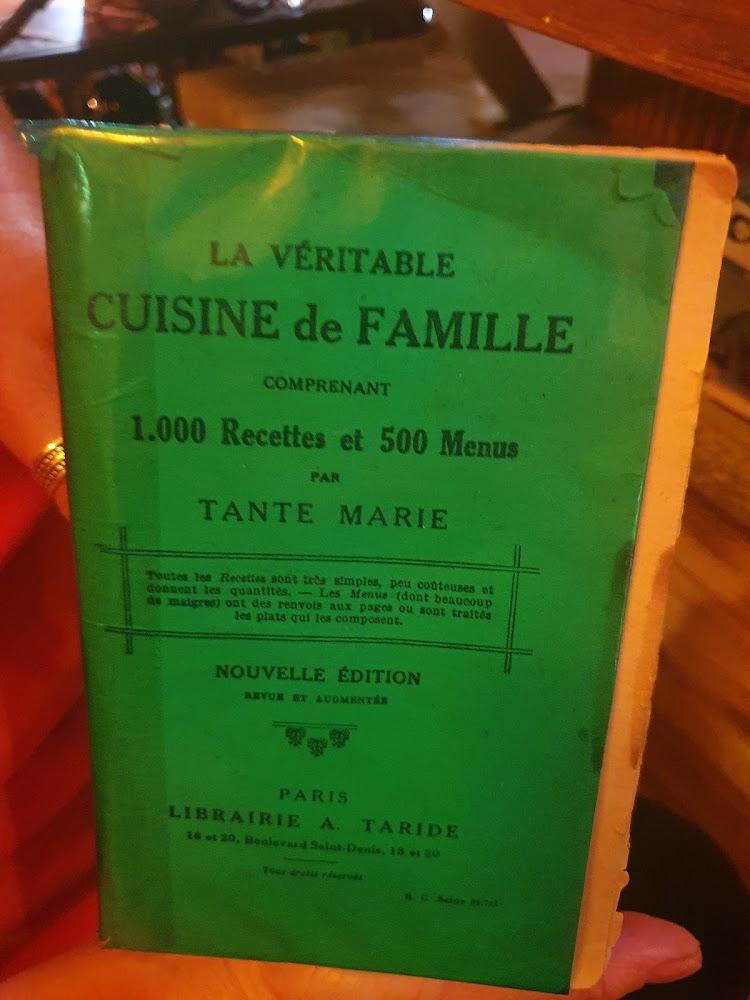 LA VÉRITABLE
CUISINE de FAMILLE
COMPRENANT
1.000 Recettes et 500 Menus
PAR
TANTE MARIE
Toutes les Recettes sont très simples, peu coûteuses et
donnent les quantités. — Les Menus (dont beaucoup
de maigres) ont des renvois aux pages où sont traités
les plats qui les composent.
NOUVELLE ÉDITION
REVUE ET AUGMENTÉE
PARIS
LIBRAIRIE A. TARIDE
18 et 20, Boulevard Saint-Denis, 18 et 20
Tous droits réservés
R. C. Seine